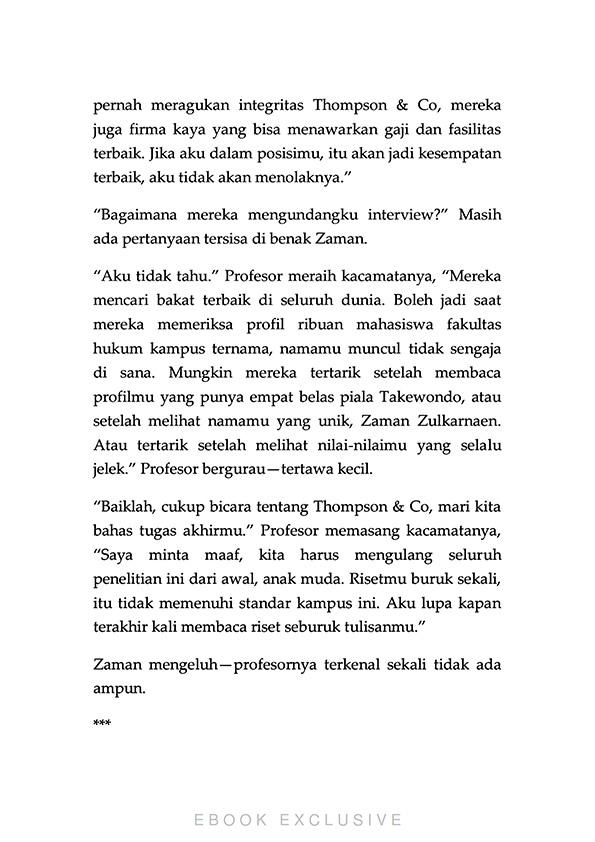 pernah meragukan integritas Thompson & Co, mereka
juga firma kaya yang bisa menawarkan gaji dan fasilitas
terbaik. Jika aku dalam posisimu, itu akan jadi kesempatan
terbaik, aku tidak akan menolaknya.”
“Bagaimana mereka mengundangku interview?” Masih
ada pertanyaan tersisa di benak Zaman.
“Aku tidak tahu.” Profesor meraih kacamatanya, “Mereka
mencari bakat terbaik di seluruh dunia. Boleh jadi saat
mereka memeriksa profil ribuan mahasiswa fakultas
hukum kampus ternama, namamu muncul tidak sengaja
di sana. Mungkin mereka tertarik setelah membaca
profilmu yang punya empat belas piala Takewondo, atau
setelah melihat namamu yang unik, Zaman Zulkarnaen.
Atau tertarik setelah melihat nilai-nilaimu yang selalu
jelek.” Profesor bergurau—tertawa kecil.
“Baiklah, cukup bicara tentang Thompson & Co, mari kita
bahas tugas akhirmu.” Profesor memasang kacamatanya,
“Saya minta maaf, kita harus mengulang seluruh
penelitian ini dari awal, anak muda. Risetmu buruk sekali,
itu tidak memenuhi standar kampus ini. Aku lupa kapan
terakhir kali membaca riset seburuk tulisanmu.”
Zaman mengeluh—profesornya terkenal sekali tidak ada
ampun.
***
EBOOK EXCLUSIVE